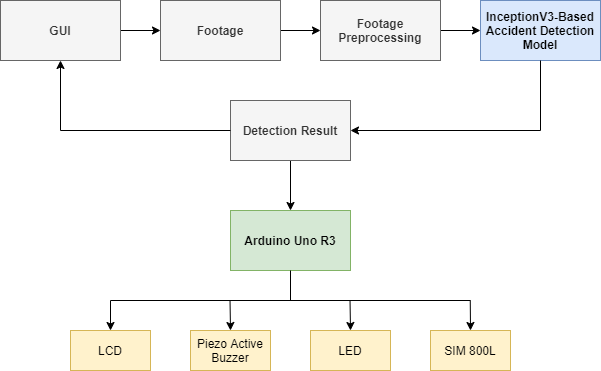 GUI
Footage
Footage
Preprocessing
InceptionV3-Based
Accident Detection
Model
Detection Result
Arduino Uno R3
LCD
Piezo Active
Buzzer
LED
SIM 800L